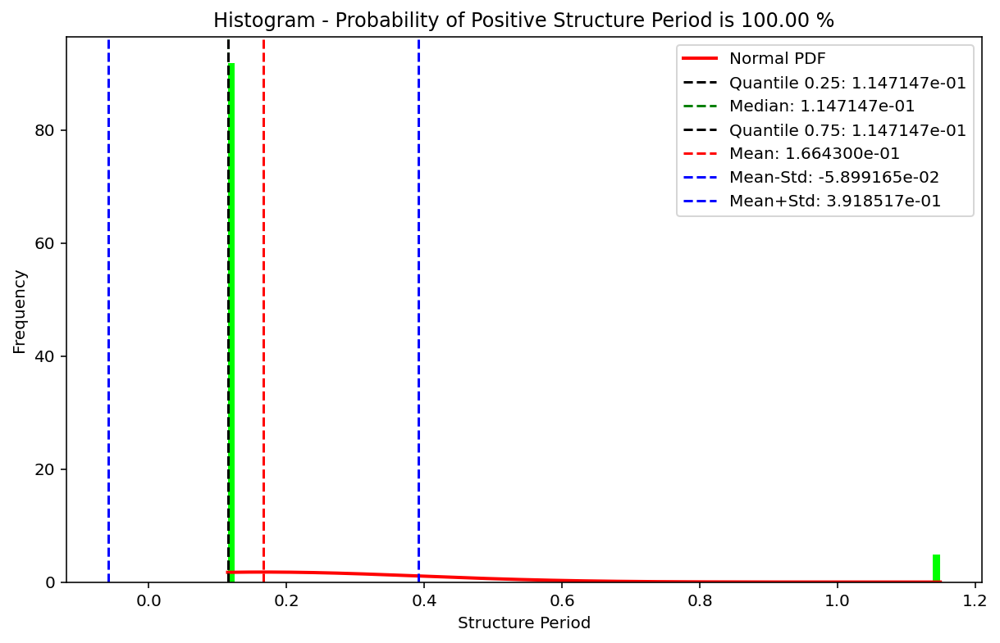 Histogram - Probability of Positive Structure Period is 100.00 %
Normal PDF
Quantile 0.25: 1.147147e-01
Median: 1.147147e-01
Quantile 0.75: 1.147147e-01
Mean: 1.664300e-01
Mean-Std: -5.899165e-02
Mean+Std: 3.918517e-01
Frequency
80
60
40
20
0
0.0 0.2 0.4 0.6 0.8 1.0 1.2
Structure Period